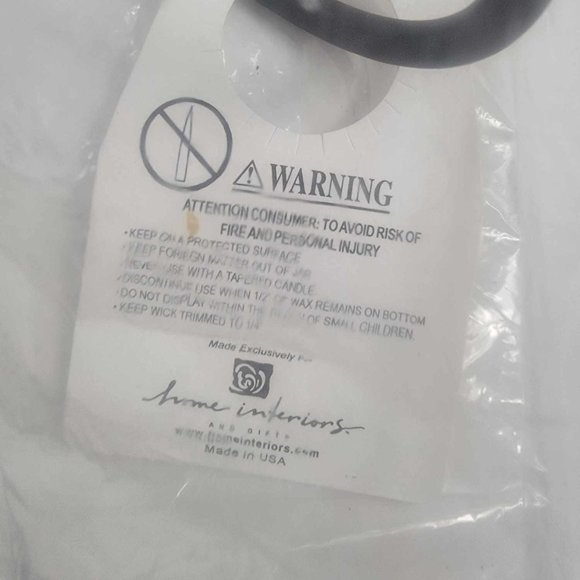 WARNING
ATTENTION CONSUMER: TO AVOID RISK OF
FIRE AND PERSONAL INJURY
•KEEP ON A PROTECTED SURFACE
•KEEP FOREIGN MATTER OUT OF JAR
•NEVER USE WITH A TAPERED CANDLE.
•DISCONTINUE USE WHEN 1/2" OF WAX REMAINS ON BOTTOM
•DO NOT DISPLAY WITHIN THE REACH OF SMALL CHILDREN.
•KEEP WICK TRIMMED TO 1/4"
Made Exclusively For
home interiors
AND GIFTS
www.homeinteriors.com
Made in USA